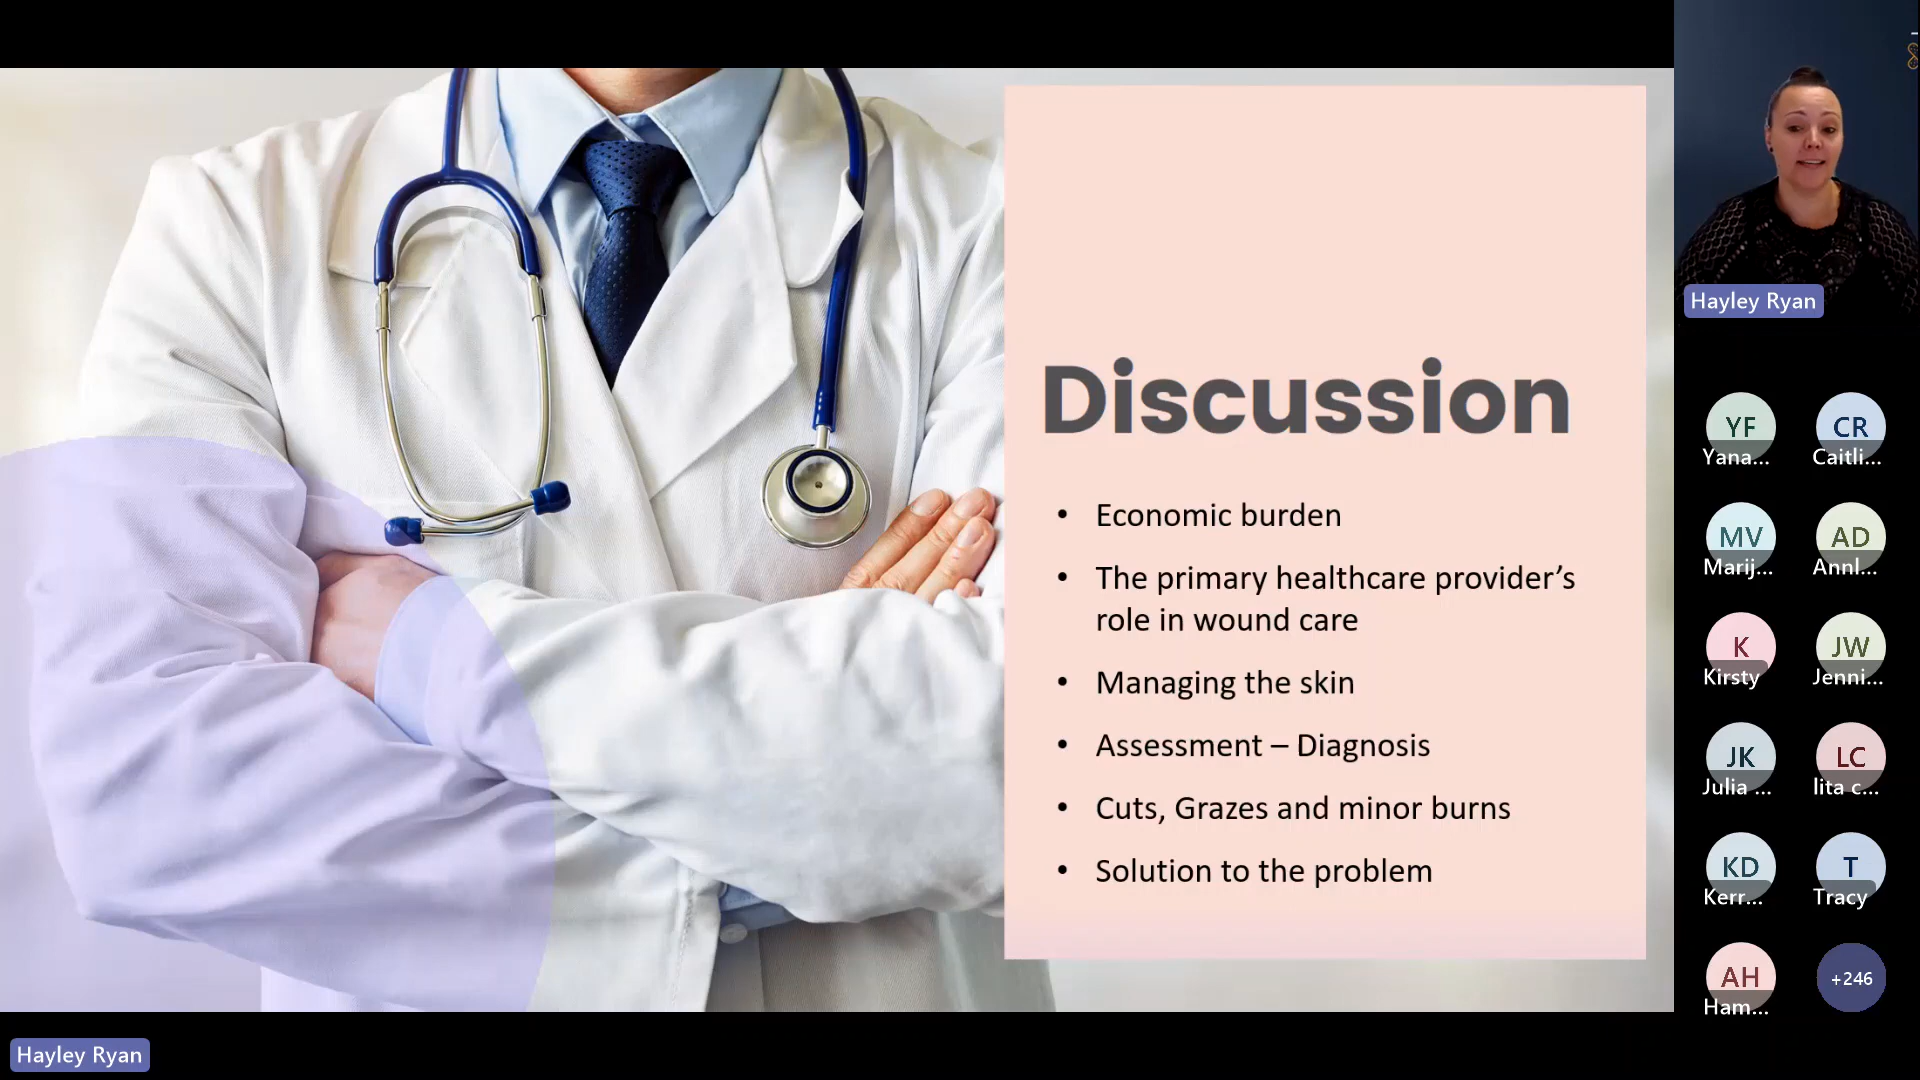 Discussion
• Economic burden
• The primary healthcare provider’s
role in wound care
• Managing the skin
• Assessment – Diagnosis
• Cuts, Grazes and minor burns
• Solution to the problem
Hayley Ryan
YF
Yana...
CR
Caitli...
MV
Marij...
AD
Annl...
K
Kirsty
JW
Jenni...
JK
Julia ...
LC
lita c...
KD
Kerr...
T
Tracy
AH
Ham...
+246
Hayley Ryan